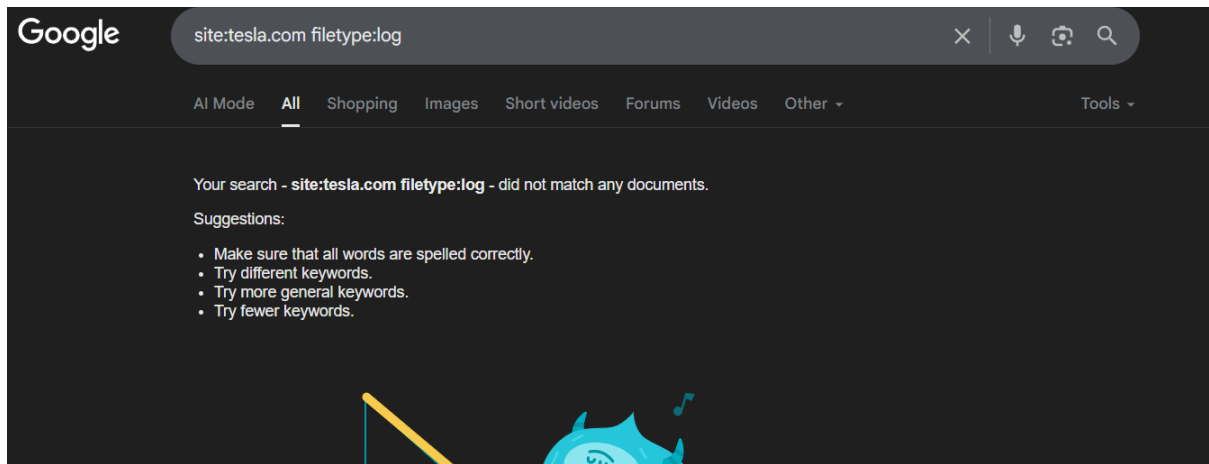 Google
site:tesla.com filetype:log
AI Mode All Shopping Images Short videos Forums Videos Other Tools
Your search - site:tesla.com filetype:log - did not match any documents.
Suggestions:
• Make sure that all words are spelled correctly.
• Try different keywords.
• Try more general keywords.
• Try fewer keywords.